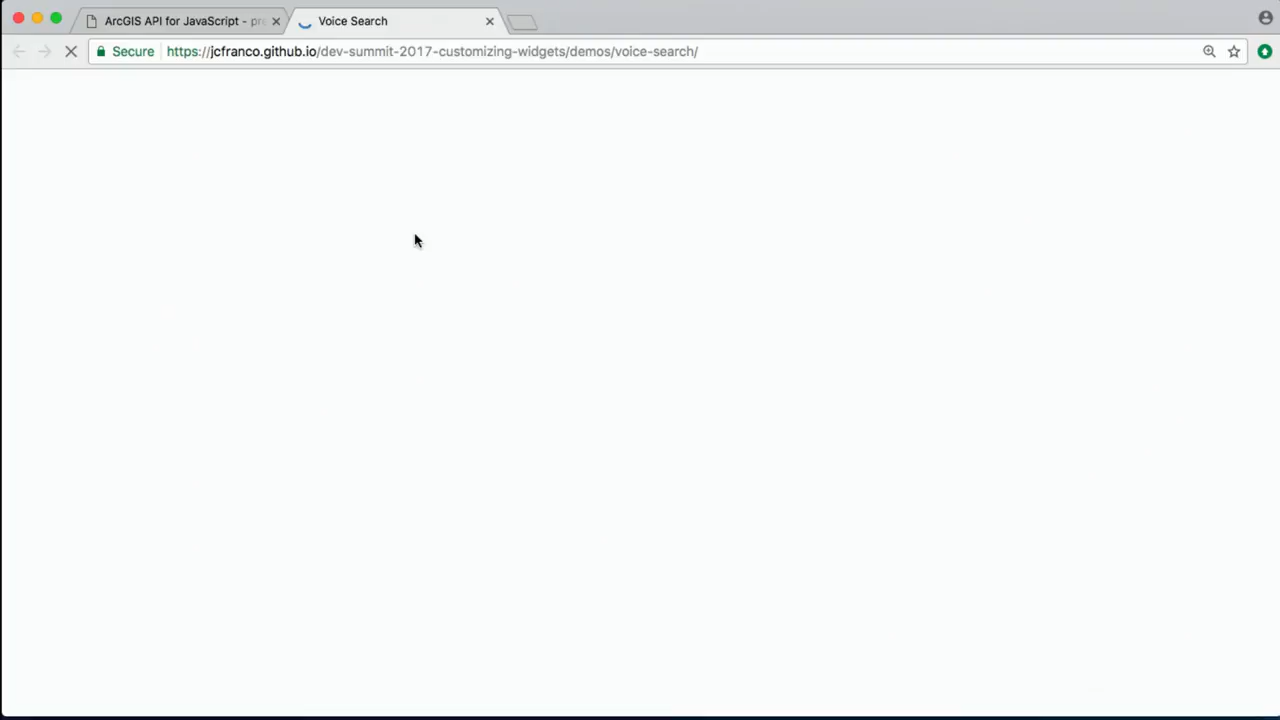 ArcGIS API for JavaScript - pr
Voice Search
Secure
https://jcfranco.github.io/dev-summit-2017-customizing-widgets/demos/voice-search/